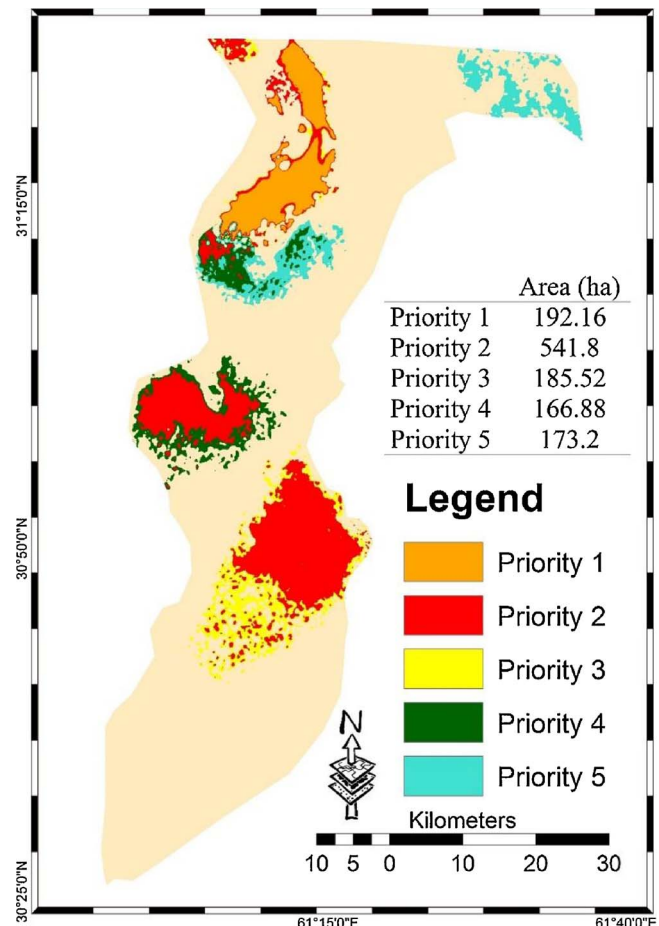 31°15'0"N
30°50'0"N
30°25'0"N
Area (ha)
Priority 1 192.16
Priority 2 541.8
Priority 3 185.52
Priority 4 166.88
Priority 5 173.2
Legend
Priority 1
Priority 2
Priority 3
Priority 4
Priority 5
N
Kilometers
10 5 0 10 20 30
61°15'0"E 61°40'0"E